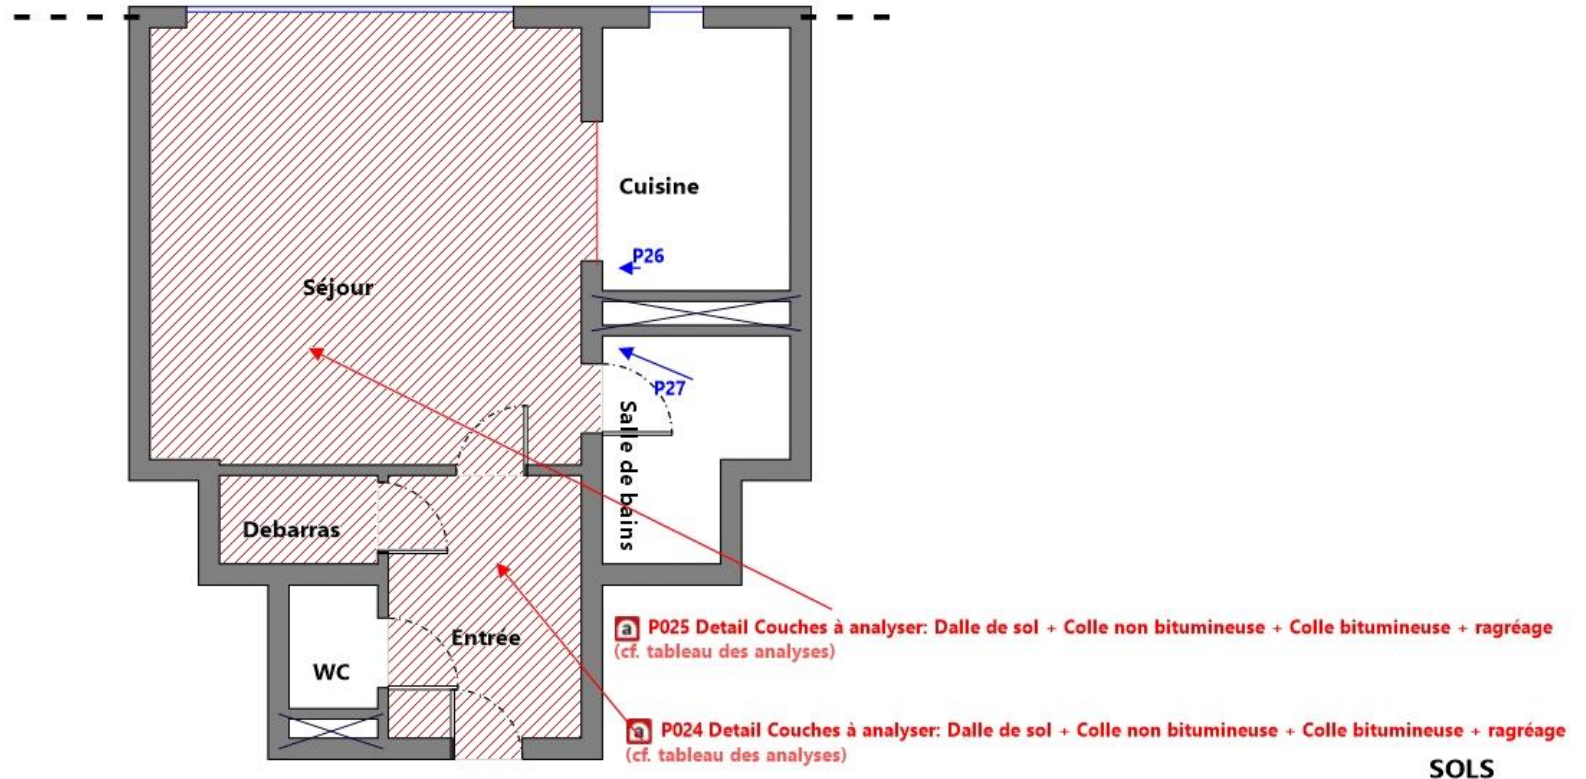 Cuisine
P26
Séjour
P27
Salle de bains
Debarras
a P025 Detail Couches à analyser: Dalle de sol + Colle non bitumineuse + Colle bitumineuse + ragréage
(cf. tableau des analyses)
Entrée
WC
a P024 Detail Couches à analyser: Dalle de sol + Colle non bitumineuse + Colle bitumineuse + ragréage
(cf. tableau des analyses)
SOLS